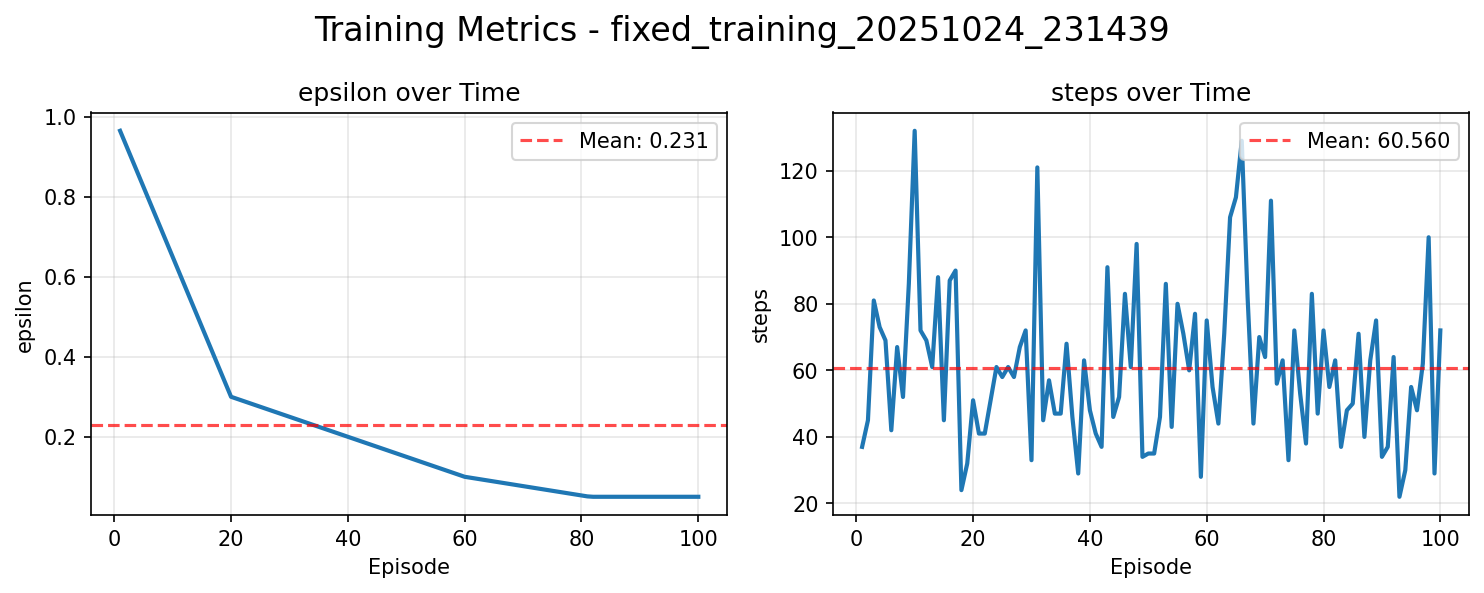 Training Metrics - fixed_training_20251024_231439
epsilon over Time
Mean: 0.231
1.0
0.8
0.6
0.4
0.2
epsilon
0 20 40 60 80 100
Episode
steps over Time
Mean: 60.560
120
100
80
60
40
20
steps
0 20 40 60 80 100
Episode